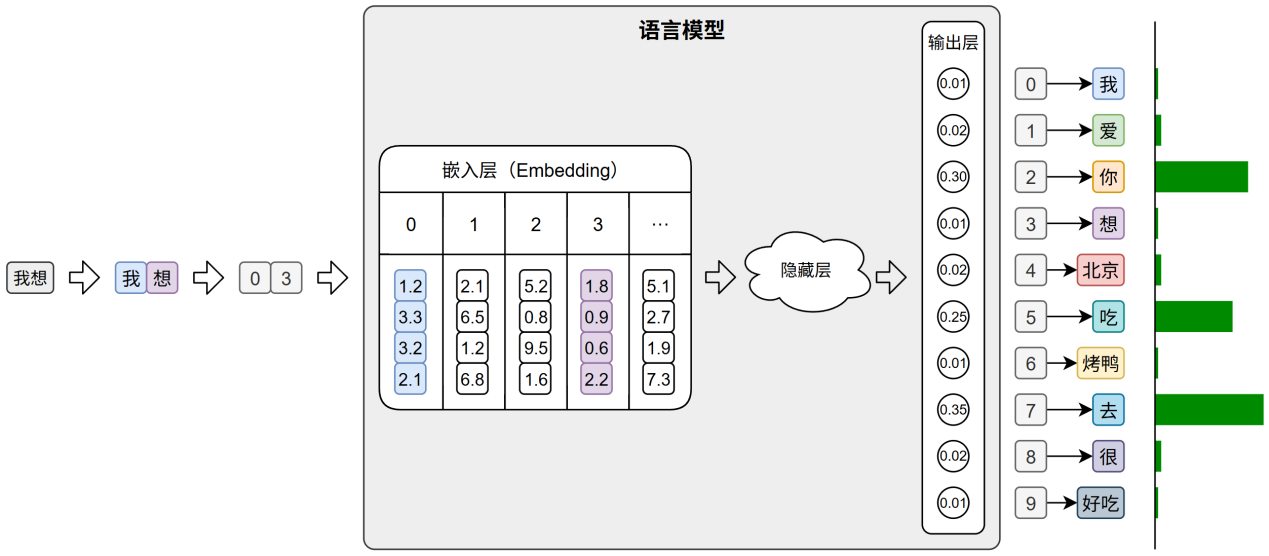 语言模型
输出层
嵌入层（Embedding）
0 1 2 3 ...
我想 我 想 0 3
1.2 2.1 5.2 1.8 5.1
3.3 6.5 0.8 0.9 2.7
3.2 1.2 9.5 0.6 1.9
2.1 6.8 1.6 2.2 7.3
隐藏层
0.01 0 我
0.02 1 爱
0.30 2 你
0.01 3 想
0.02 4 北京
0.25 5 吃
0.01 6 烤鸭
0.35 7 去
0.02 8 很
0.01 9 好吃